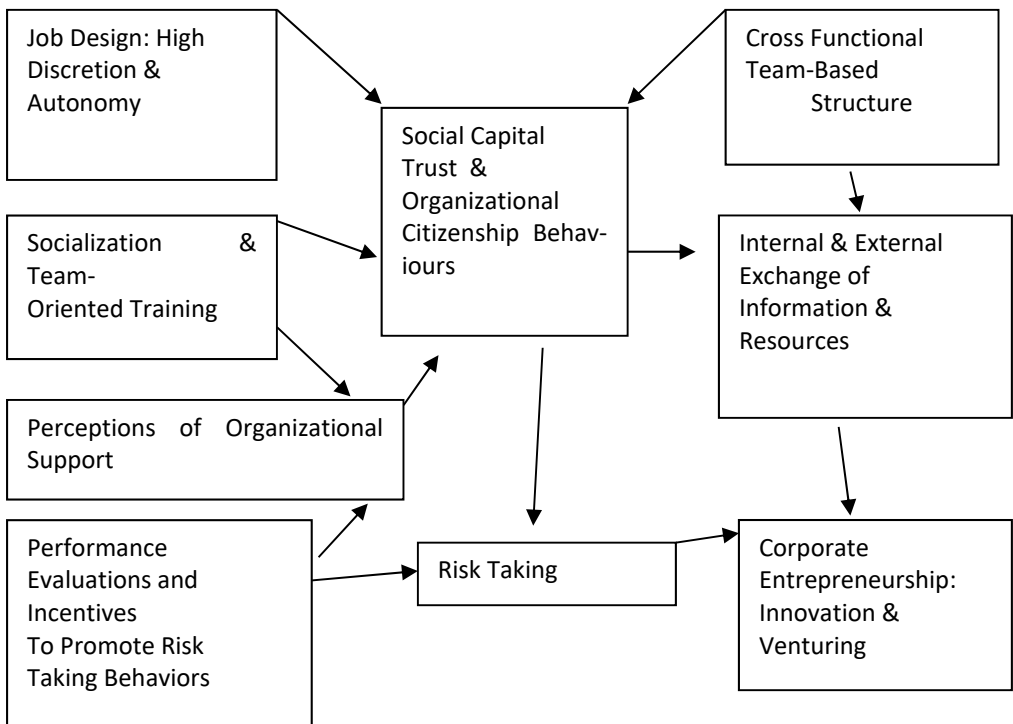 Job Design: High
Discretion &
Autonomy
Cross Functional
Team-Based
Structure
Social Capital
Trust &
Organizational
Citizenship Behav-
iours
Socialization &
Team-
Oriented Training
Internal & External
Exchange of
Information &
Resources
Perceptions of Organizational
Support
Performance
Evaluations and
Incentives
To Promote Risk
Taking Behaviors
Risk Taking
Corporate
Entrepreneurship:
Innovation &
Venturing